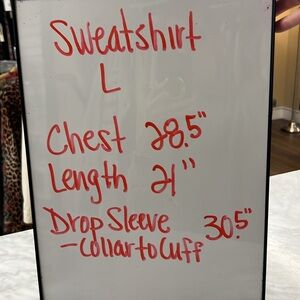 Sweatshirt
L
Chest 28.5"
Length 21"
Drop Sleeve 30.5"
-Collar to Cuff